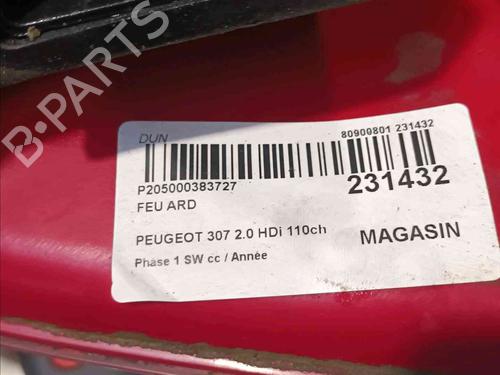 DUN
80900801 231432
P205000383727
231432
FEU ARD
PEUGEOT 307 2.0 HDi 110ch
MAGASIN
Phase 1 SW cc / Année
B-PARTS